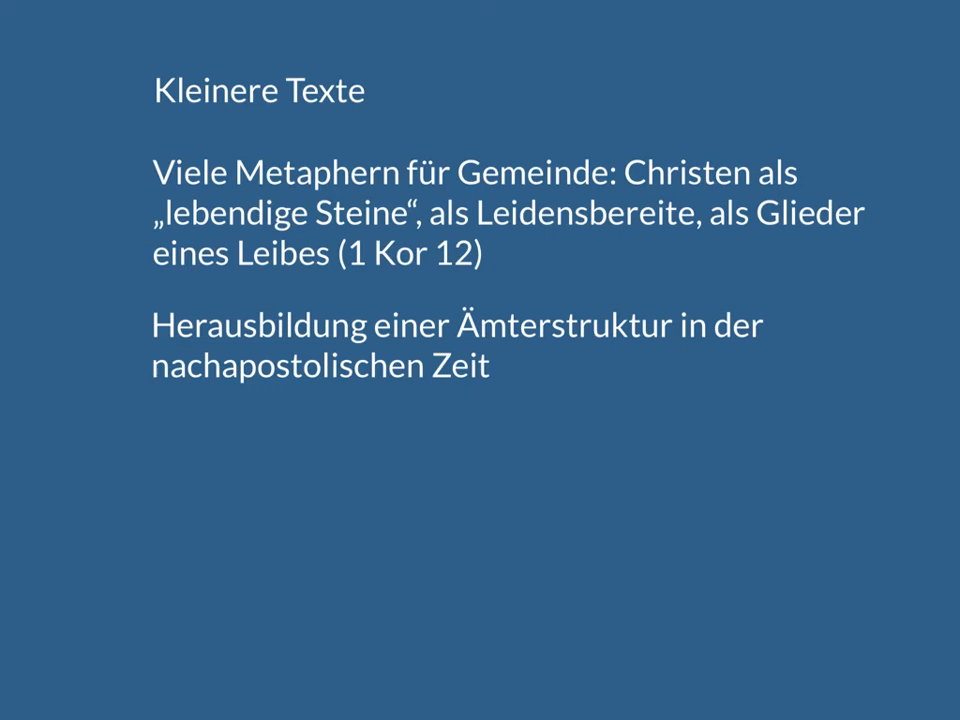 Kleinere Texte
Viele Metaphern für Gemeinde: Christen als
„lebendige Steine“, als Leidensbereite, als Glieder
eines Leibes (1 Kor 12)
Herausbildung einer Ämterstruktur in der
nachapostolischen Zeit